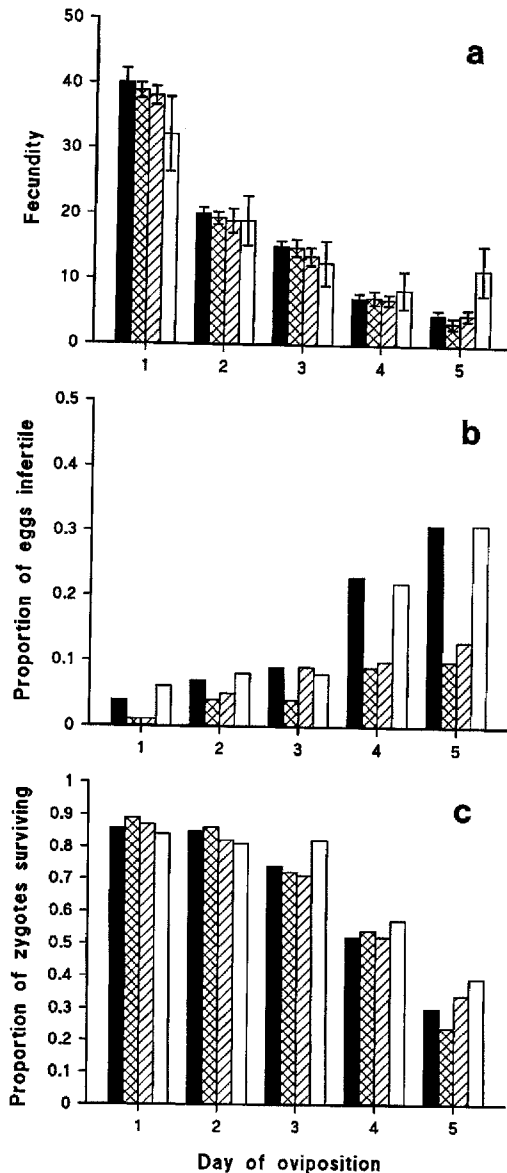 a
Fecundity
50
40
30
20
10
0
1 2 3 4 5
b
Proportion of eggs infertile
0.5
0.4
0.3
0.2
0.1
0
1 2 3 4 5
c
Proportion of zygotes surviving
1
0.9
0.8
0.7
0.6
0.5
0.4
0.3
0.2
0.1
0
1 2 3 4 5
Day of oviposition